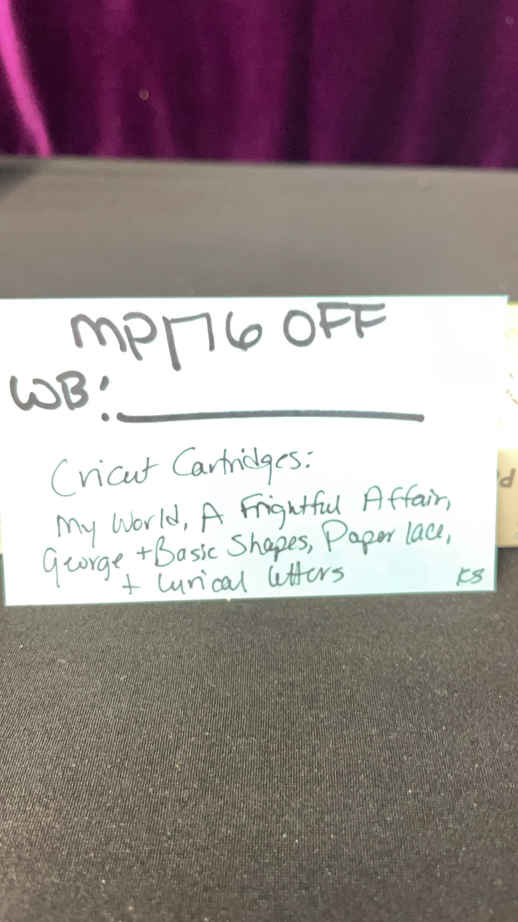 MP176 OFF
WB:
Cricut Cartridges:
My World, A Frightful Affair,
George + Basic Shapes, Paper lace,
+ Lyrical letters
KS